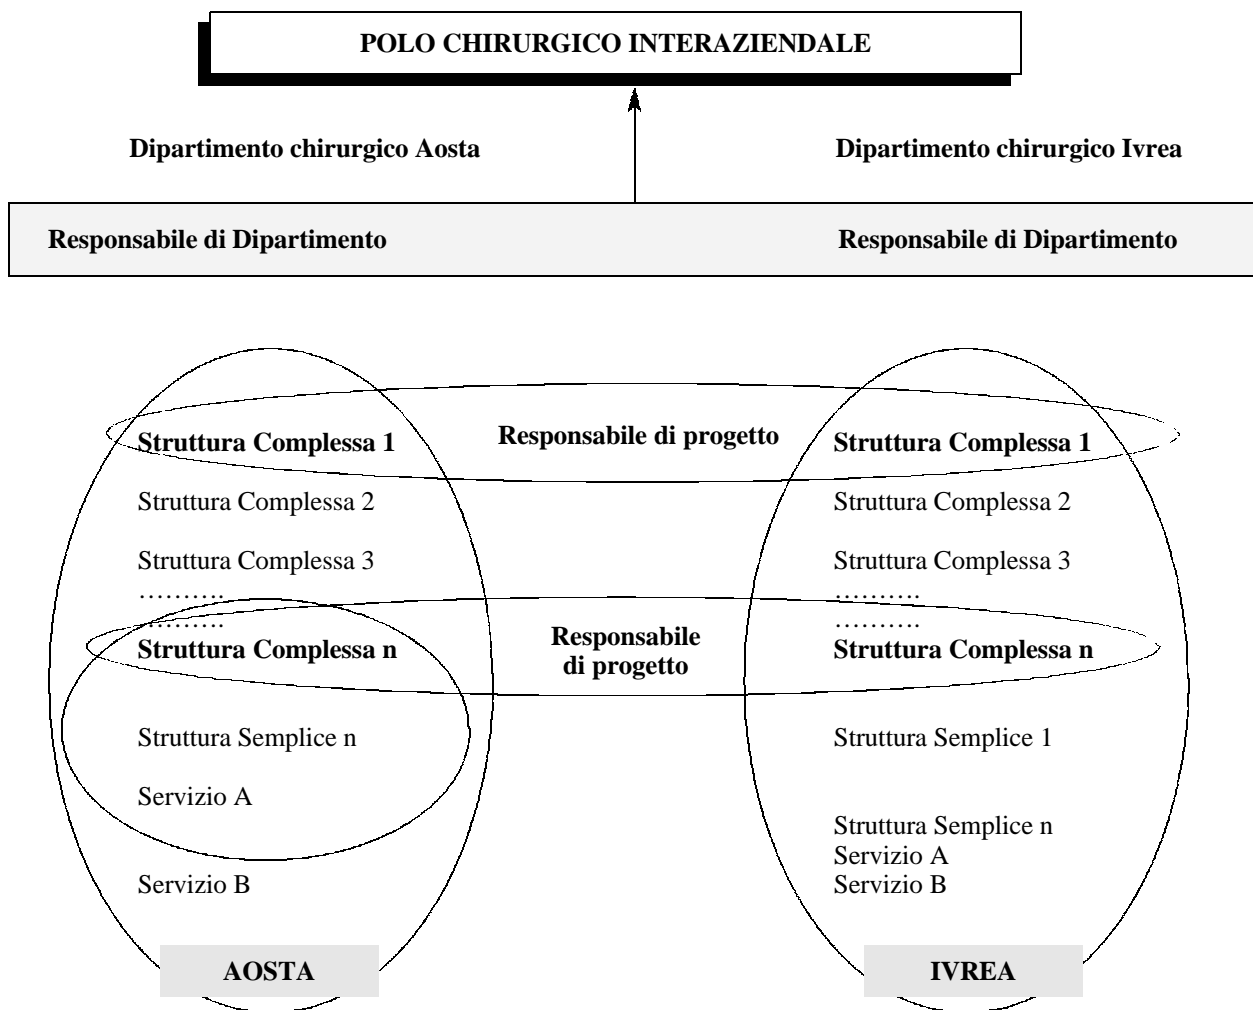 POLO CHIRURGICO INTERAZIENDALE
Dipartimento chirurgico Aosta
Dipartimento chirurgico Ivrea
Responsabile di Dipartimento
Responsabile di Dipartimento
Struttura Complessa 1
Responsabile di progetto
Struttura Complessa 1
Struttura Complessa 2
Struttura Complessa 2
Struttura Complessa 3
Struttura Complessa 3
……….
……….
……….
……….
Struttura Complessa n
Responsabile
di progetto
Struttura Complessa n
Struttura Semplice n
Struttura Semplice 1
Servizio A
Struttura Semplice n
Servizio A
Servizio B
Servizio B
AOSTA
IVREA